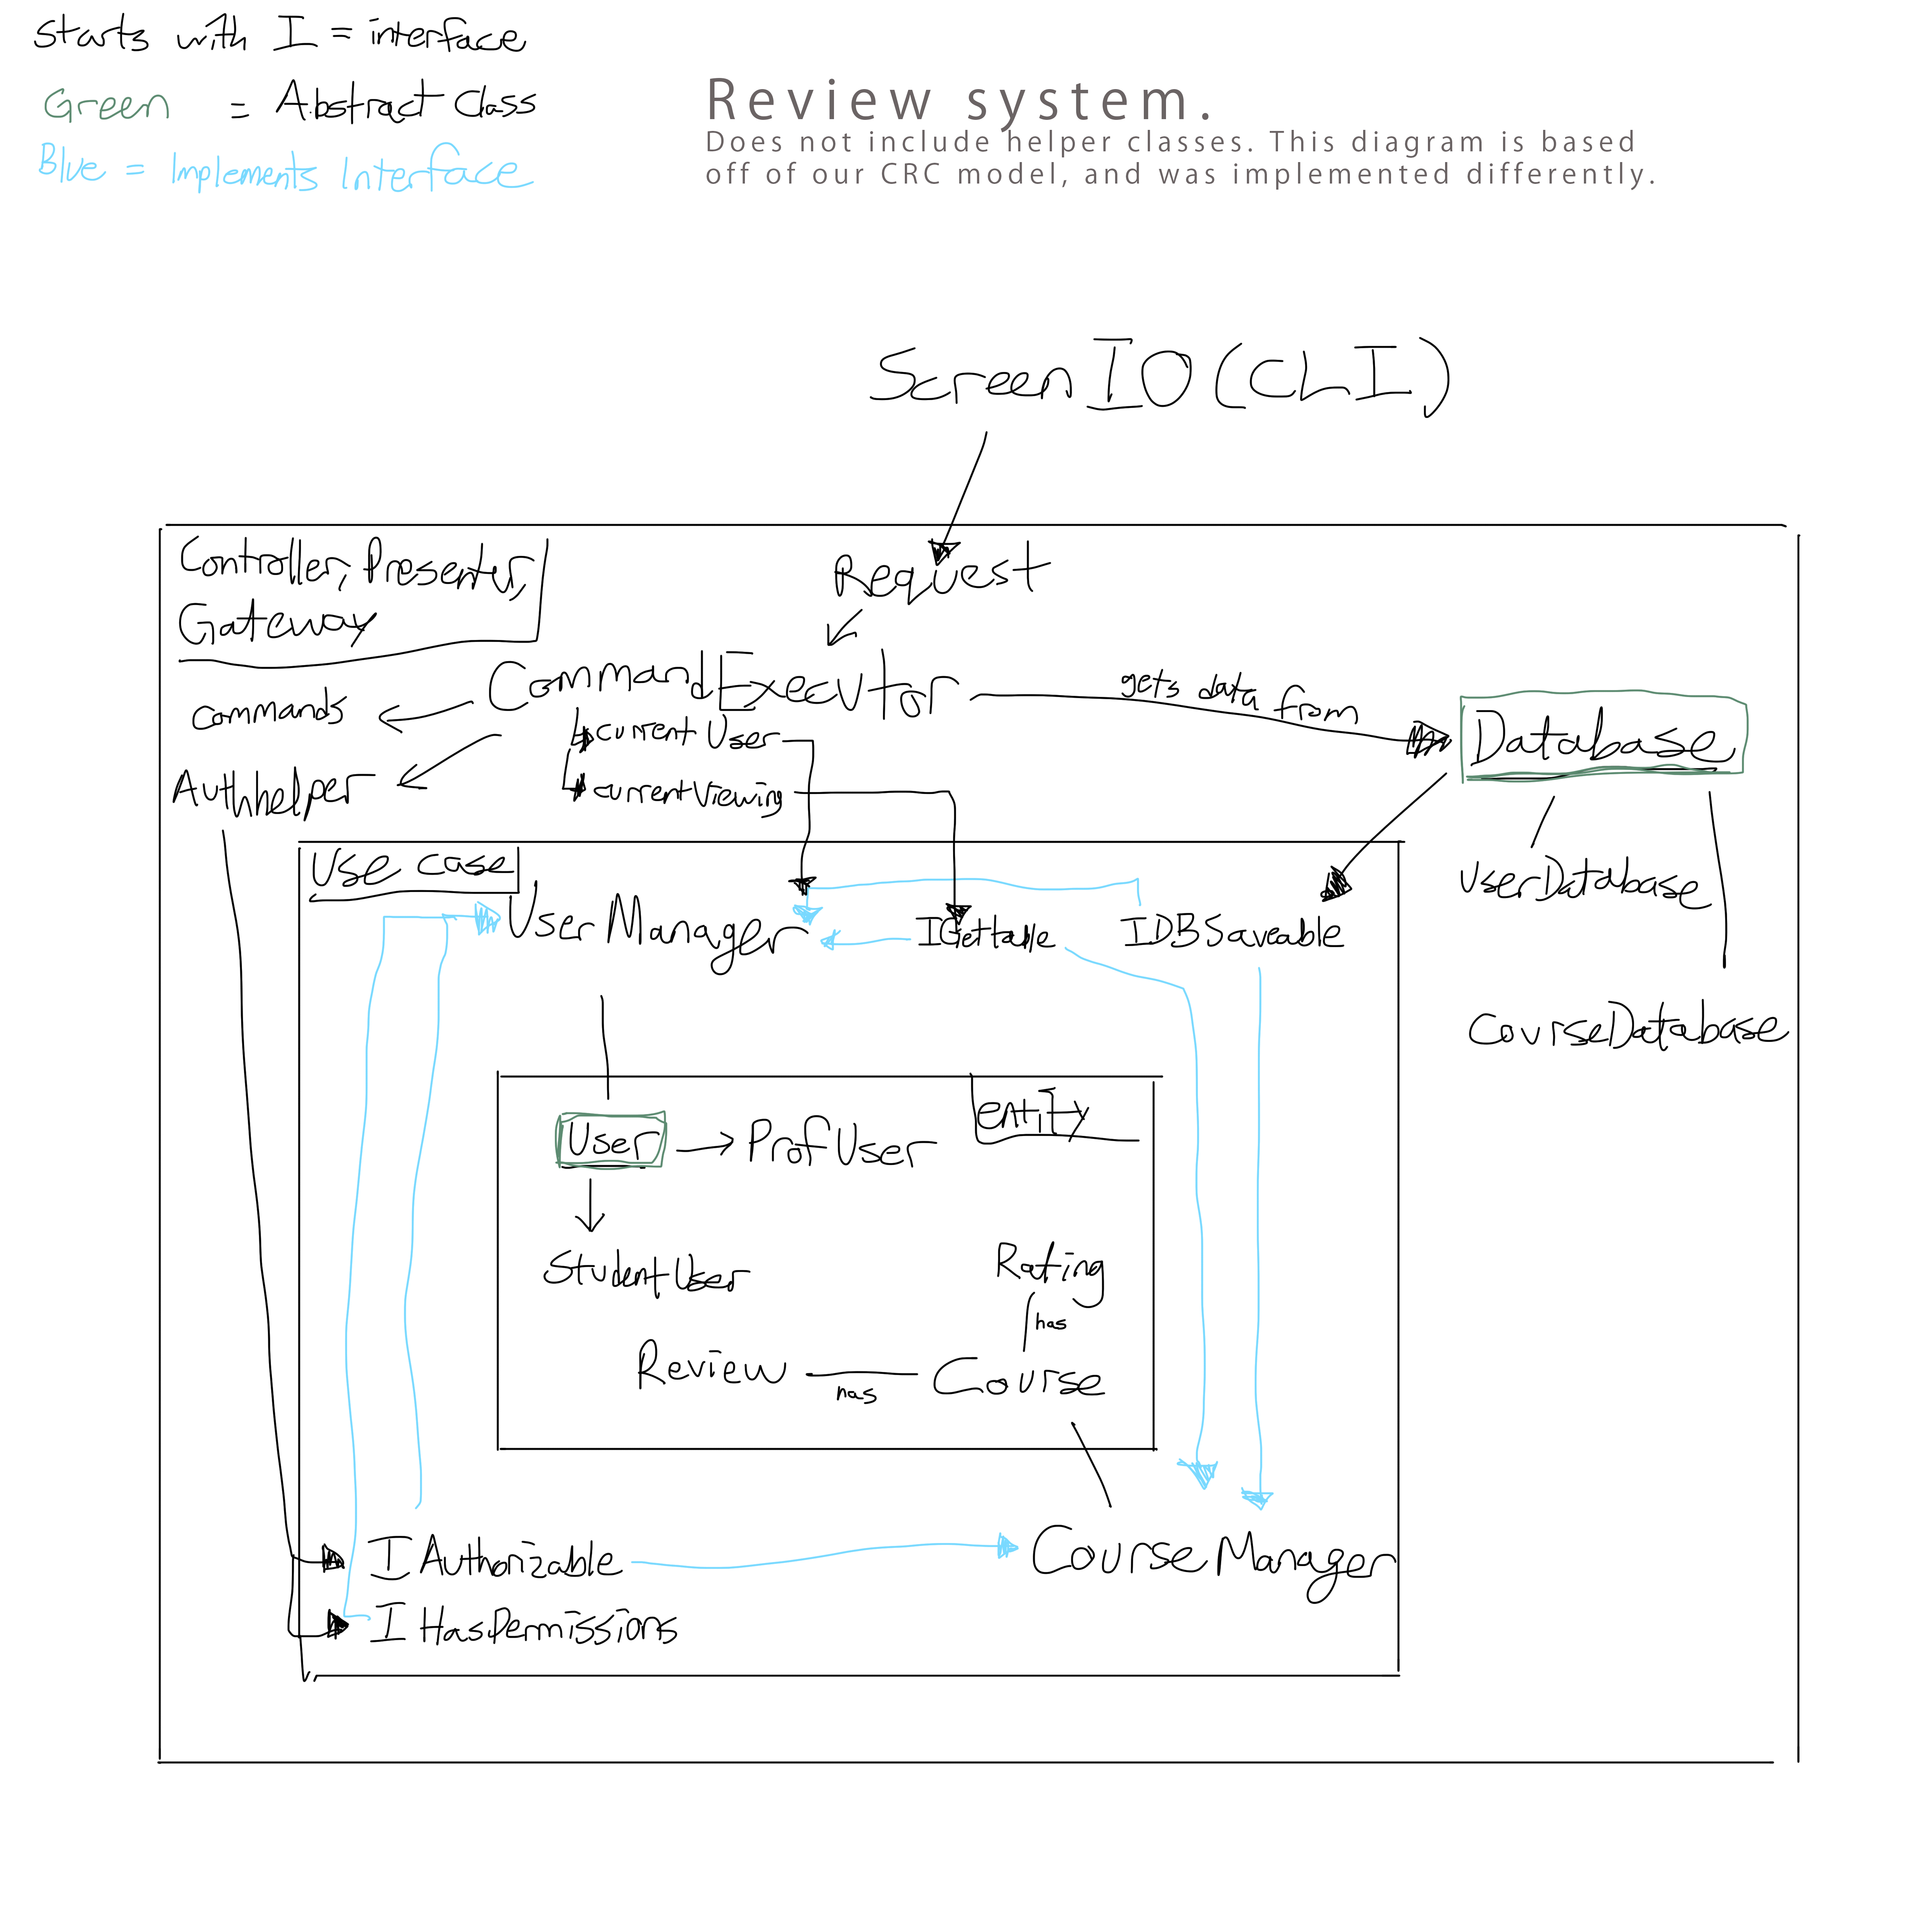 Starts with I = interface
Green = Abstract Class
Blue = Implements Interface
Review system.
Does not include helper classes. This diagram is based
off of our CRC model, and was implemented differently.
ScreenIO (CLI)
Controller, Presenter,
Gateway
Request
CommandExecutor
commands
gets data from
Database
currentUser
Authhelper
currentViewing
Use case
UserDatabase
UserManager
IGettable
IDBSaveable
CourseDatabase
entity
User
ProfUser
StudentUser
Rating
has
Review
has
Course
IAuthorizable
CourseManager
IHasPermissions